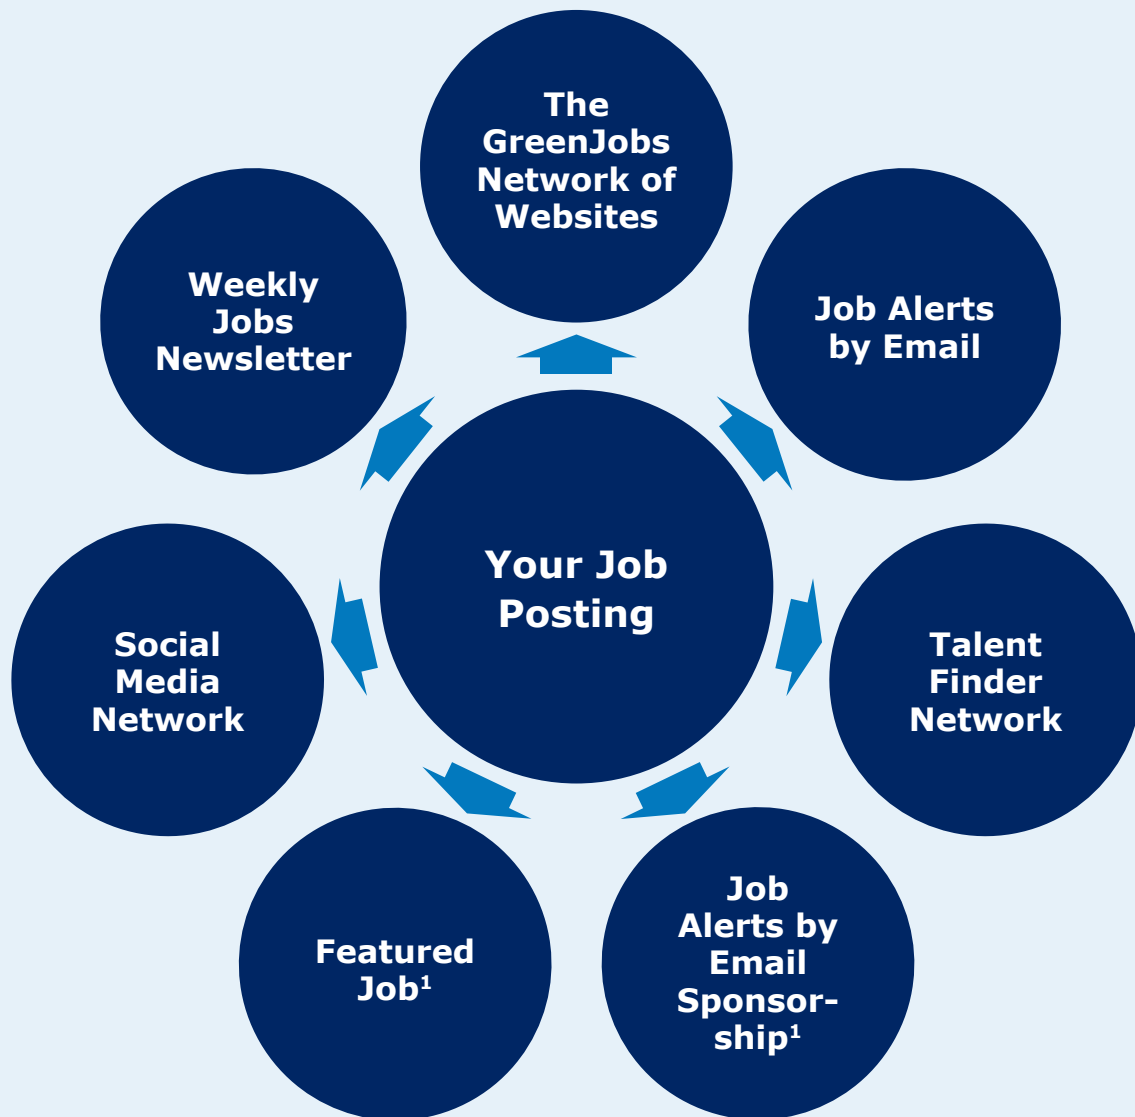 The
GreenJobs
Network of
Websites
Job Alerts
by Email
Talent
Finder
Network
Job
Alerts by
Email
Sponsor-
ship¹
Featured
Job¹
Social
Media
Network
Weekly
Jobs
Newsletter
Your Job
Posting